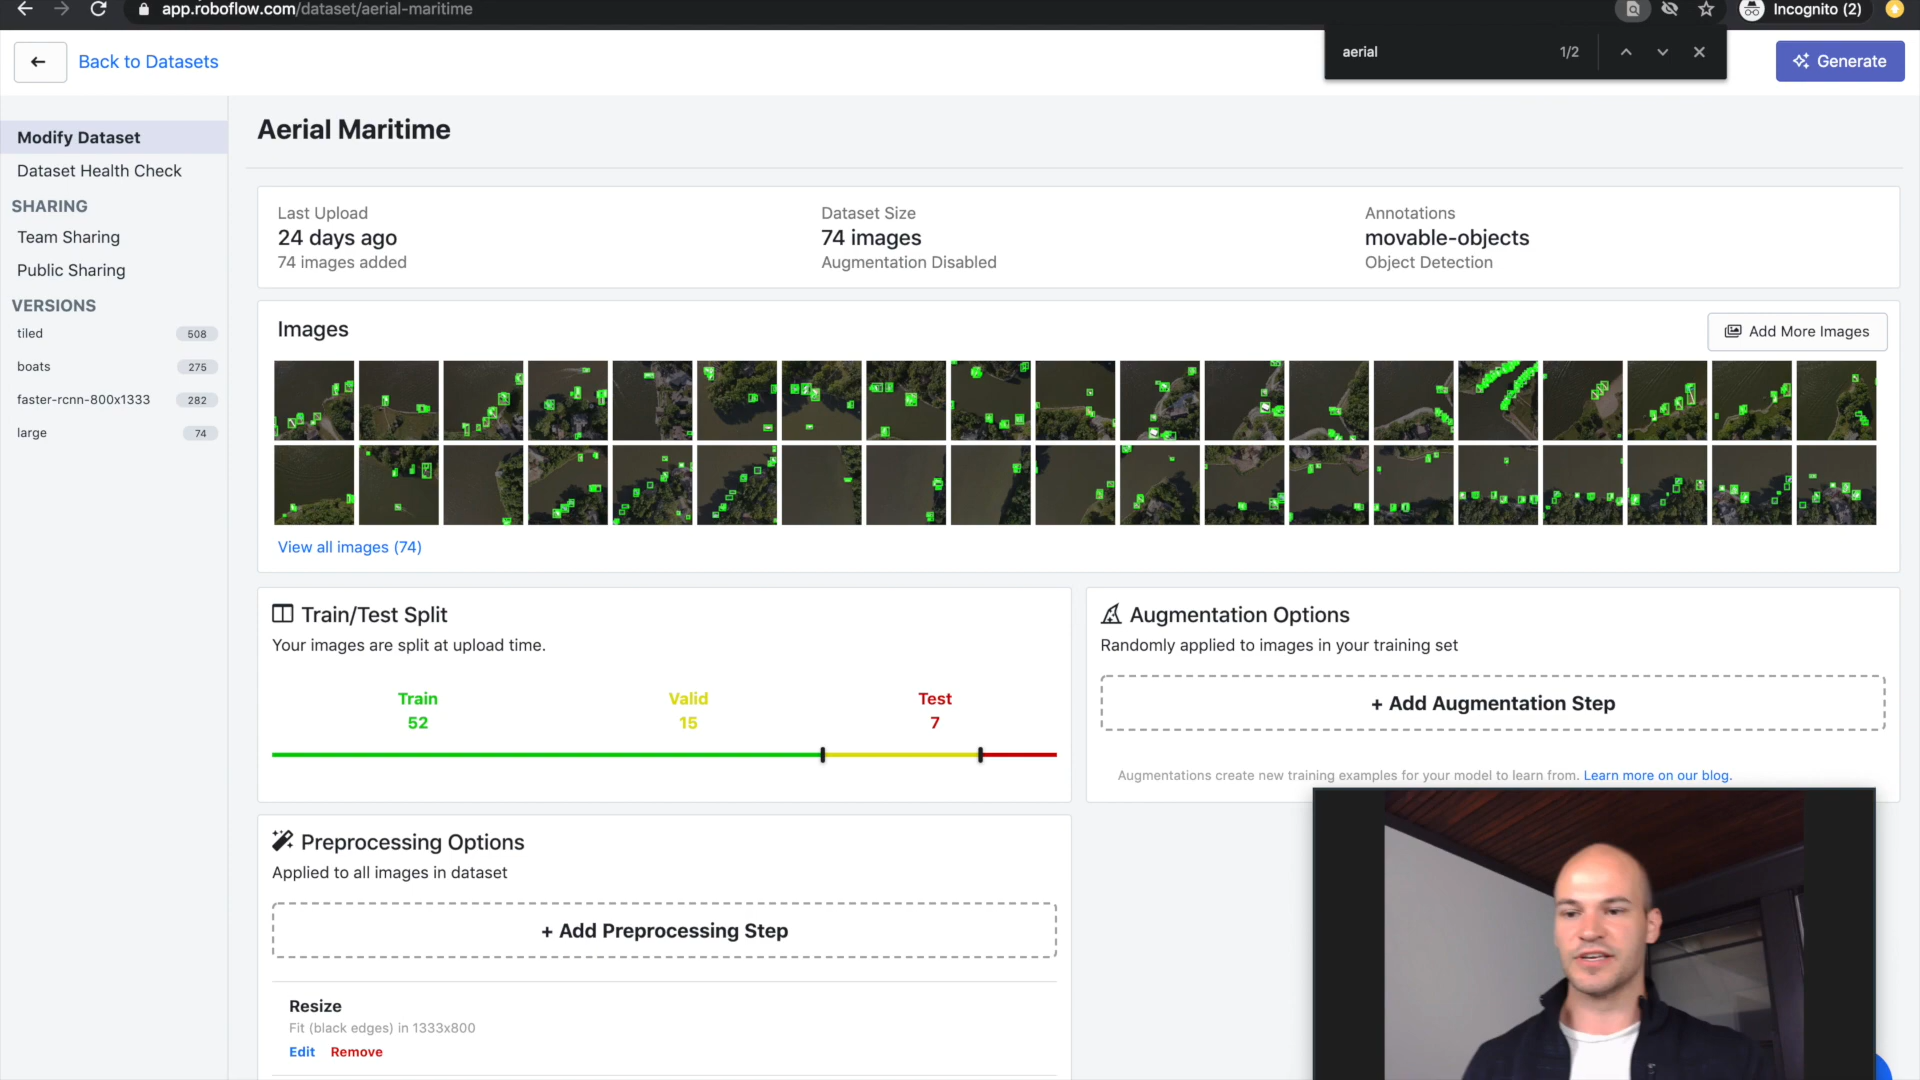 app.roboflow.com/dataset/aerial-maritime
Incognito (2)
aerial
1/2
Back to Datasets
Generate
Modify Dataset
Dataset Health Check
SHARING
Team Sharing
Public Sharing
VERSIONS
tiled 508
boats 275
faster-rcnn-800x1333 282
large 74
Aerial Maritime
Last Upload
24 days ago
74 images added
Dataset Size
74 images
Augmentation Disabled
Annotations
movable-objects
Object Detection
Images
Add More Images
View all images (74)
Train/Test Split
Your images are split at upload time.
Train Valid Test
52 15 7
Augmentation Options
Randomly applied to images in your training set
+ Add Augmentation Step
Augmentations create new training examples for your model to learn from. Learn more on our blog.
Preprocessing Options
Applied to all images in dataset
+ Add Preprocessing Step
Resize
Fit (black edges) in 1333x800
Edit Remove